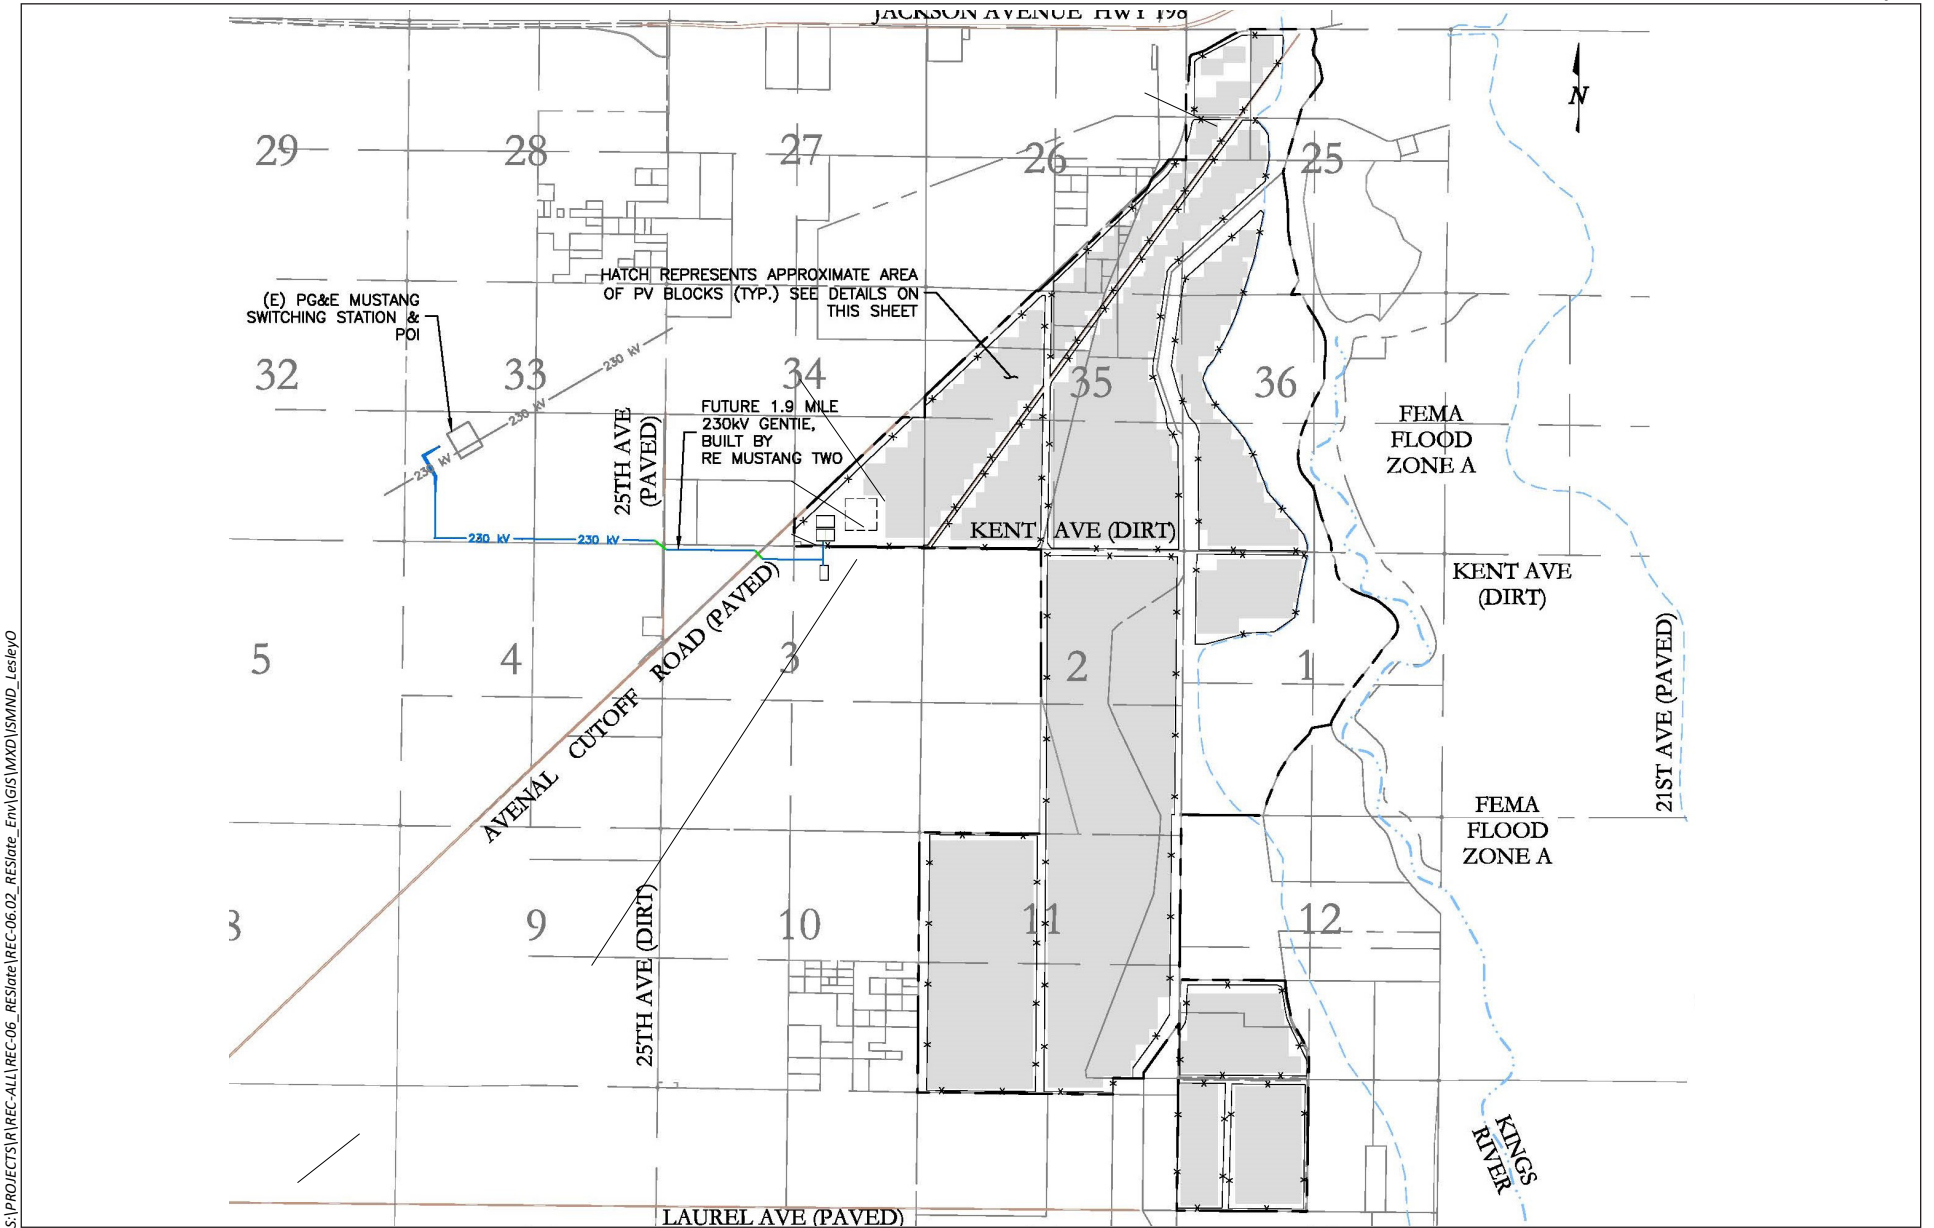 JACKSON AVENUE HWY 198
N
29
28
27
26
25
HATCH REPRESENTS APPROXIMATE AREA
OF PV BLOCKS (TYP.) SEE DETAILS ON
THIS SHEET
(E) PG&E MUSTANG
SWITCHING STATION &
POI
230 kV
32
33
34
35
36
230 kV
FUTURE 1.9 MILE
230kV GENTIE,
BUILT BY
RE MUSTANG TWO
25TH AVE
(PAVED)
FEMA
FLOOD
ZONE A
230 kV
KENT AVE (DIRT)
230 kV
230 kV
KENT AVE
(DIRT)
AVENAL CUTOFF ROAD (PAVED)
5
4
3
2
1
21ST AVE (PAVED)
FEMA
FLOOD
ZONE A
8
9
10
11
12
25TH AVE (DIRT)
KINGS
RIVER
LAUREL AVE (PAVED)
S:\PROJECTS\R\REC-ALL\REC-06_RESlate\REC-06.02_RESlate_Env\GIS\MXD\ISMND_LesleyO